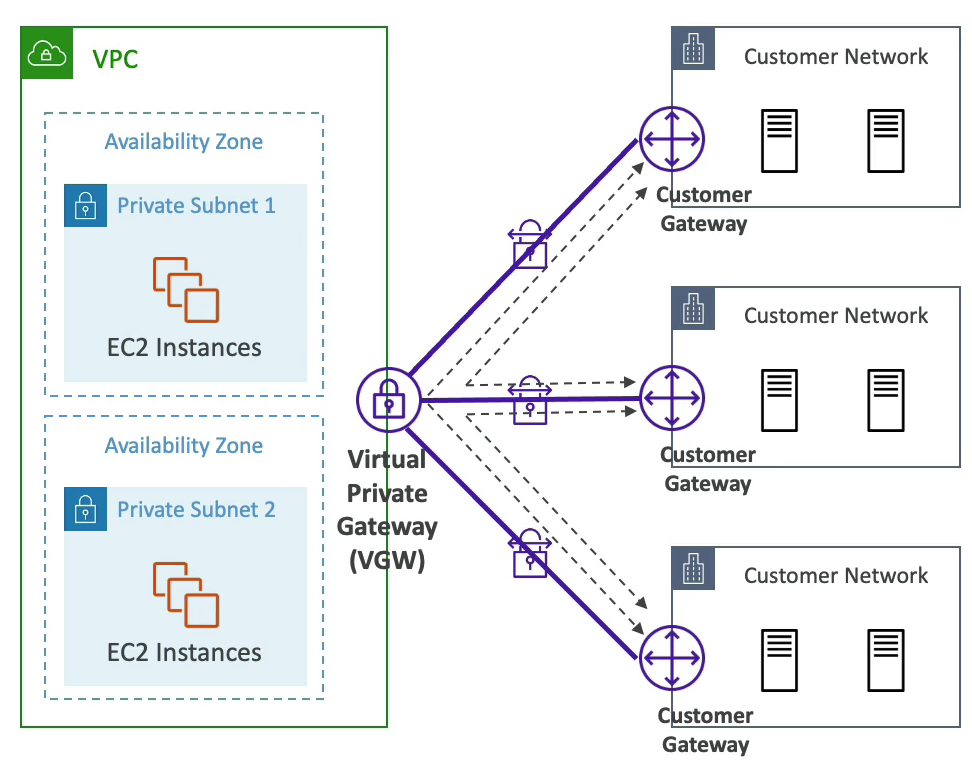 VPC
Availability Zone
Private Subnet 1
EC2 Instances
Availability Zone
Private Subnet 2
EC2 Instances
Virtual
Private
Gateway
(VGW)
Customer Network
Customer
Gateway
Customer Network
Customer
Gateway
Customer Network
Customer
Gateway